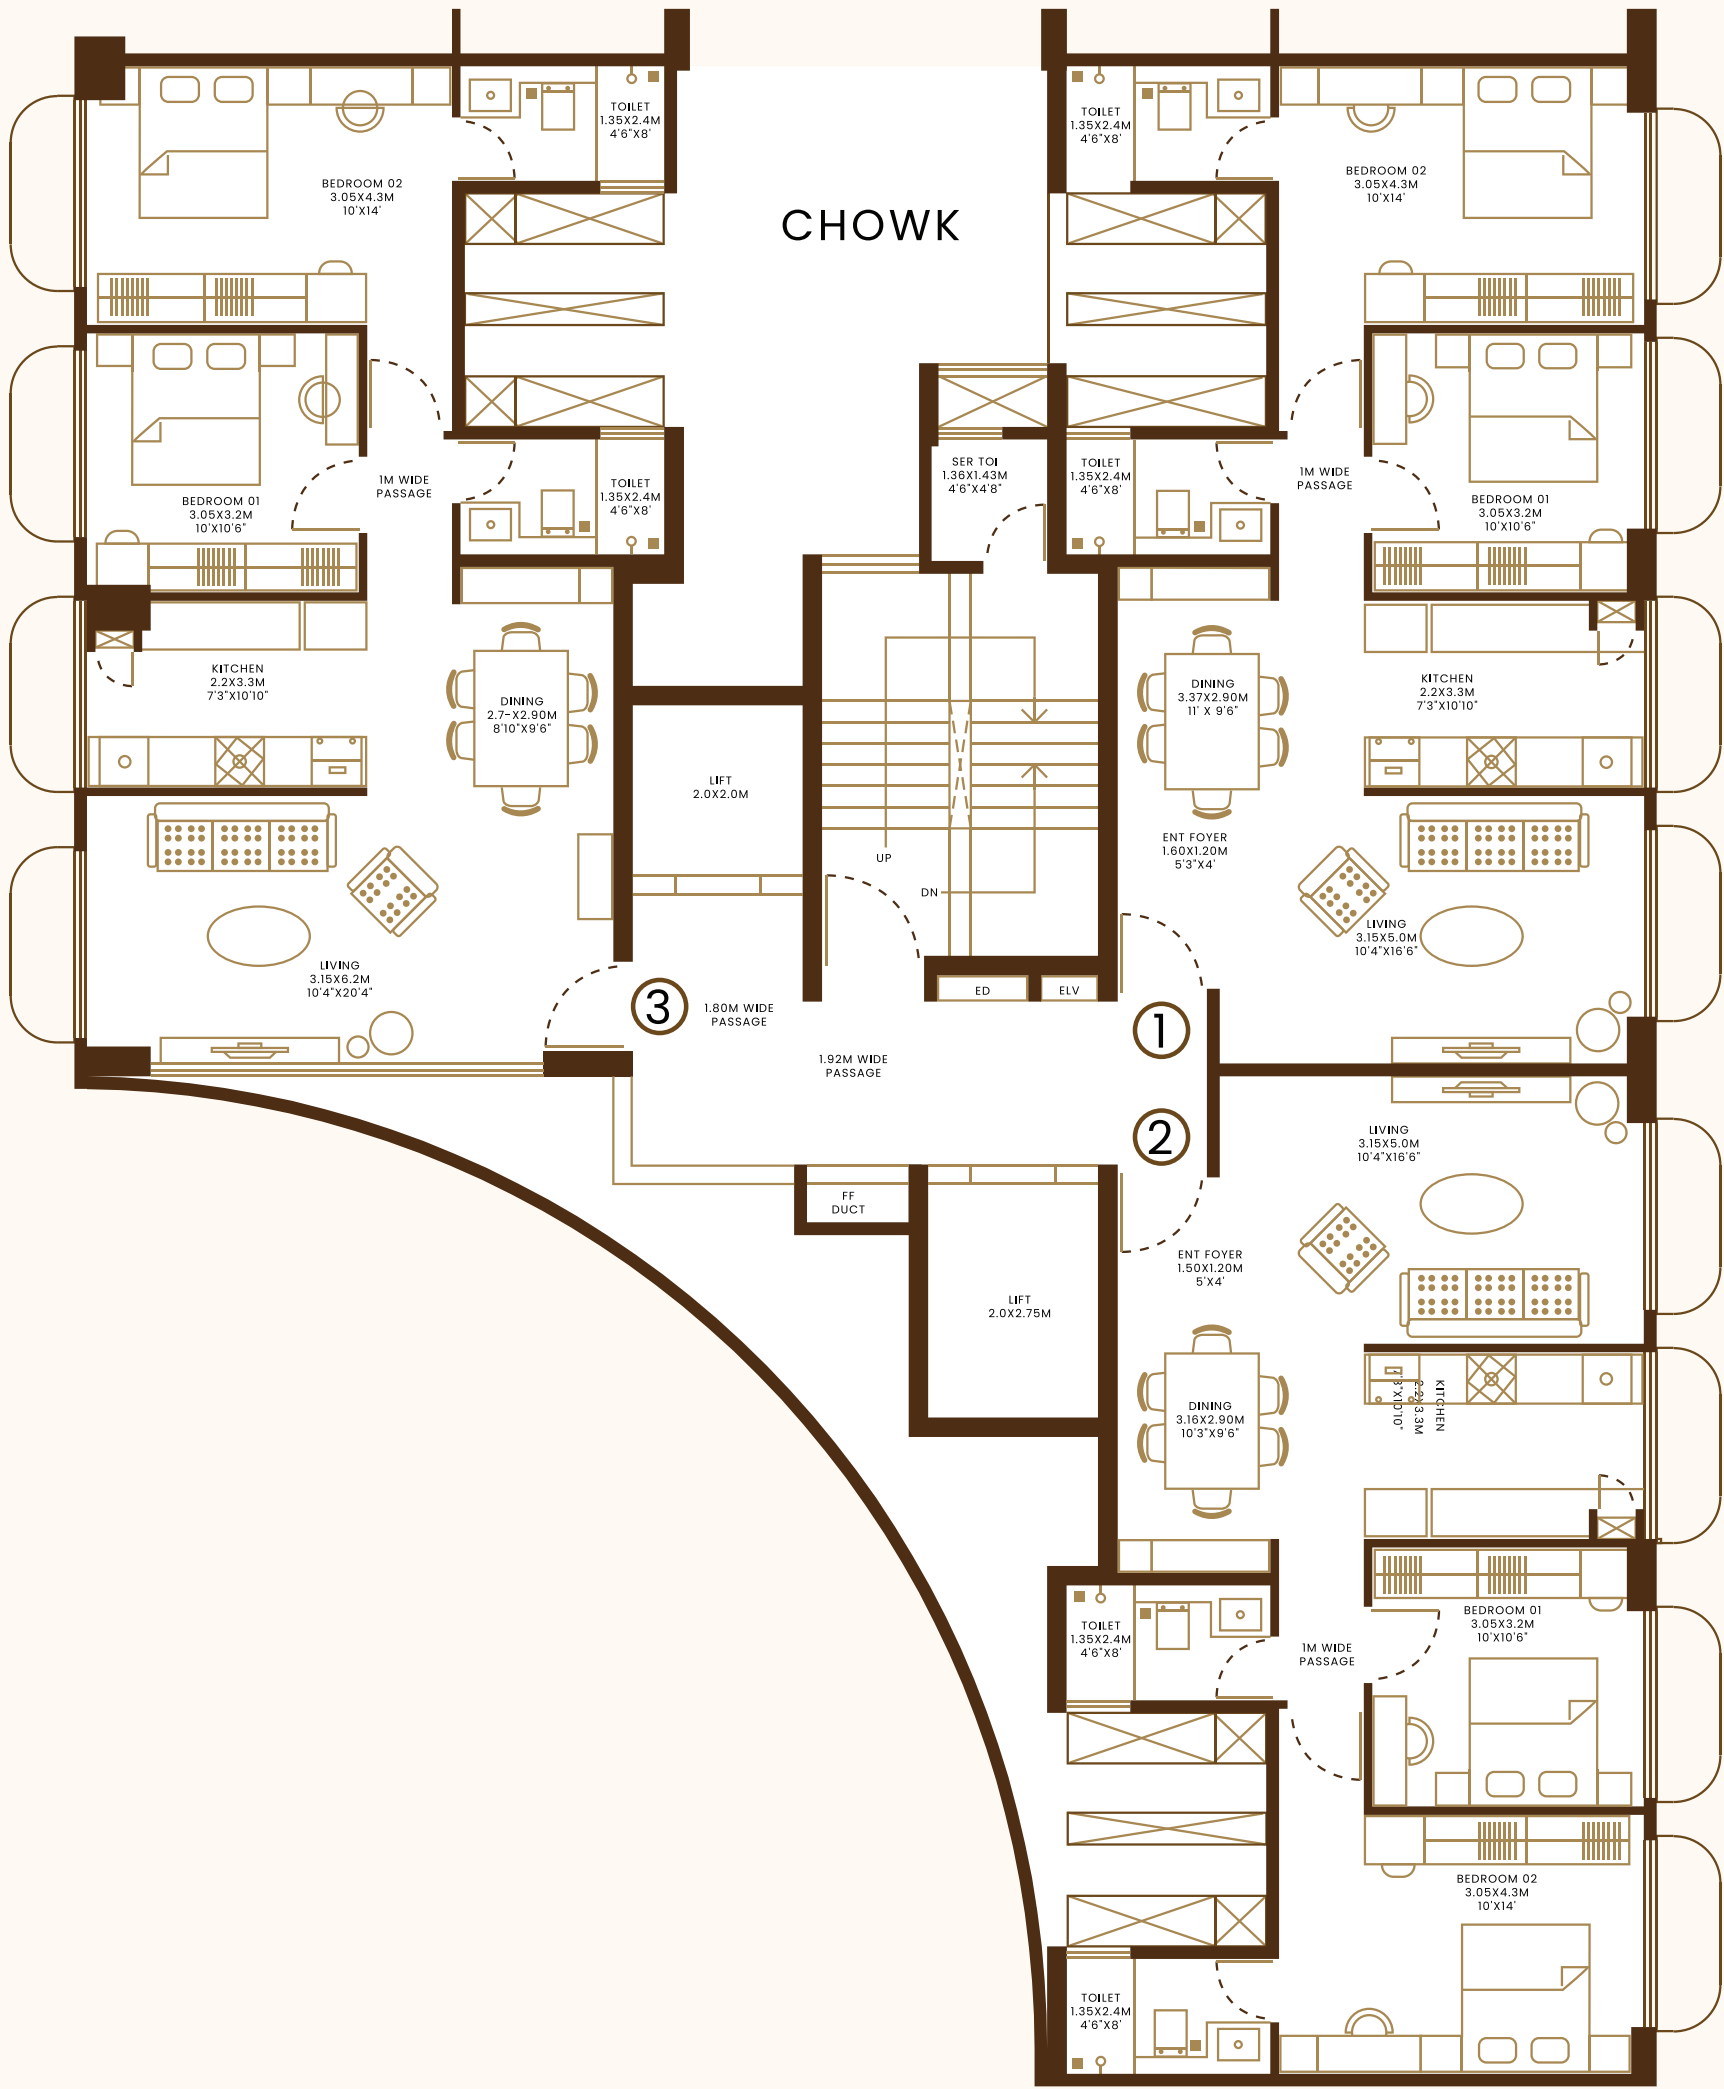 TOILET
1.35X2.4M
4'6"X8'
TOILET
1.35X2.4M
4'6"X8'
BEDROOM 02
3.05X4.3M
10'X14'
BEDROOM 02
3.05X4.3M
10'X14'
CHOWK
BEDROOM 01
3.05X3.2M
10'X10'6"
1M WIDE
PASSAGE
TOILET
1.35X2.4M
4'6"X8'
SER TOI
1.36X1.43M
4'6"X4'8"
TOILET
1.35X2.4M
4'6"X8'
1M WIDE
PASSAGE
BEDROOM 01
3.05X3.2M
10'X10'6"
KITCHEN
2.2X3.3M
7'3"X10'10"
DINING
2.7-X2.90M
8'10"X9'6"
DINING
3.37X2.90M
11' X 9'6"
KITCHEN
2.2X3.3M
7'3"X10'10"
LIFT
2.0X2.0M
UP
DN
ENT FOYER
1.60X1.20M
5'3"X4'
LIVING
3.15X6.2M
10'4"X20'4"
LIVING
3.15X5.0M
10'4"X16'6"
3
1.80M WIDE
PASSAGE
ED
ELV
1
1.92M WIDE
PASSAGE
2
LIVING
3.15X5.0M
10'4"X16'6"
FF
DUCT
ENT FOYER
1.50X1.20M
5'X4'
LIFT
2.0X2.75M
DINING
3.16X2.90M
10'3"X9'6"
KITCHEN
2.2X3.3M
7'3"X10'10"
TOILET
1.35X2.4M
4'6"X8'
1M WIDE
PASSAGE
BEDROOM 01
3.05X3.2M
10'X10'6"
BEDROOM 02
3.05X4.3M
10'X14'
TOILET
1.35X2.4M
4'6"X8'